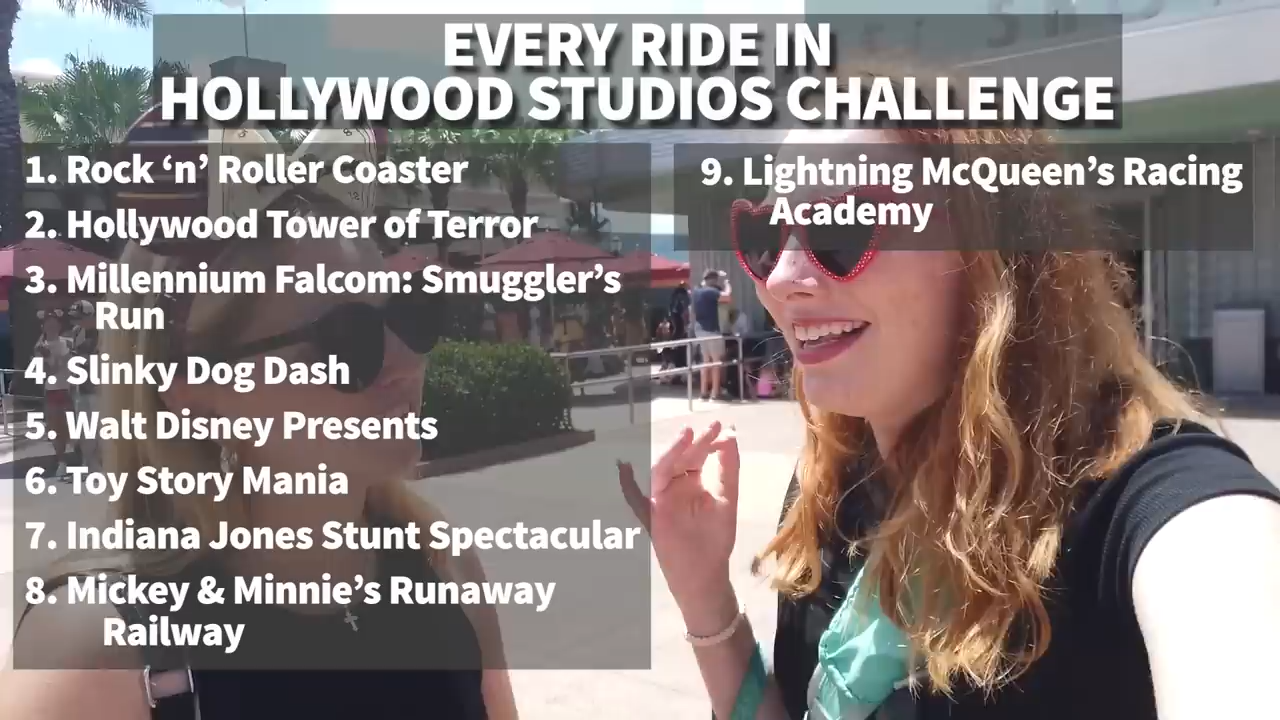 EVERY RIDE IN
HOLLYWOOD STUDIOS CHALLENGE
1. Rock ‘n’ Roller Coaster
2. Hollywood Tower of Terror
3. Millennium Falcom: Smuggler’s
Run
4. Slinky Dog Dash
5. Walt Disney Presents
6. Toy Story Mania
7. Indiana Jones Stunt Spectacular
8. Mickey & Minnie’s Runaway
Railway
9. Lightning McQueen’s Racing
Academy